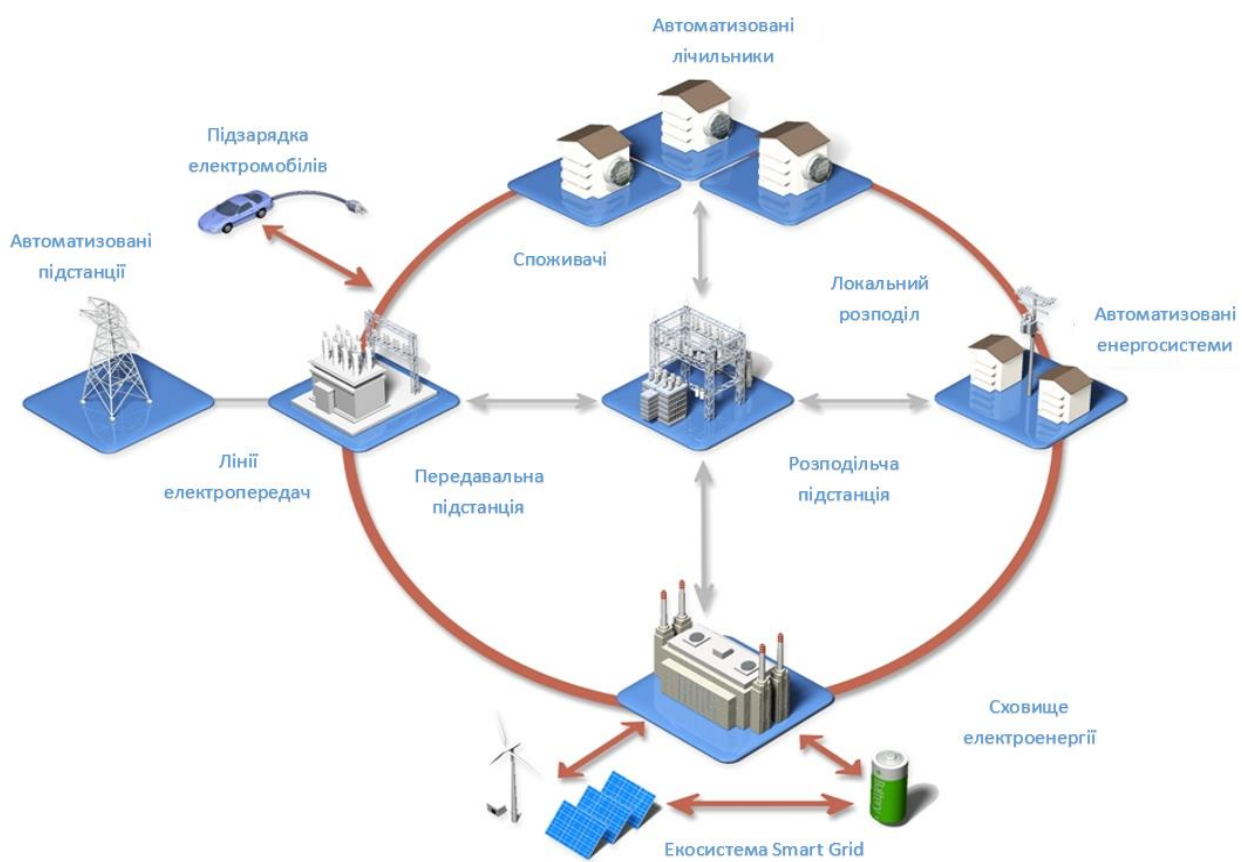 Автоматизовані
лічильники
Підзарядка
електромобілів
Автоматизовані
підстанції
Споживачі
Локальний
розподіл
Автоматизовані
енергосистеми
Лінії
електропередач
Передавальна
підстанція
Розподільча
підстанція
Сховище
електроенергії
Battery
Екосистема Smart Grid